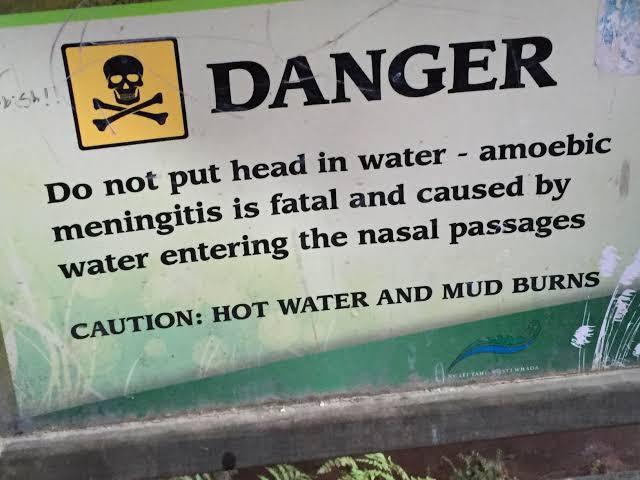 DANGER
Do not put head in water - amoebic
meningitis is fatal and caused by
water entering the nasal passages
CAUTION: HOT WATER AND MUD BURNS